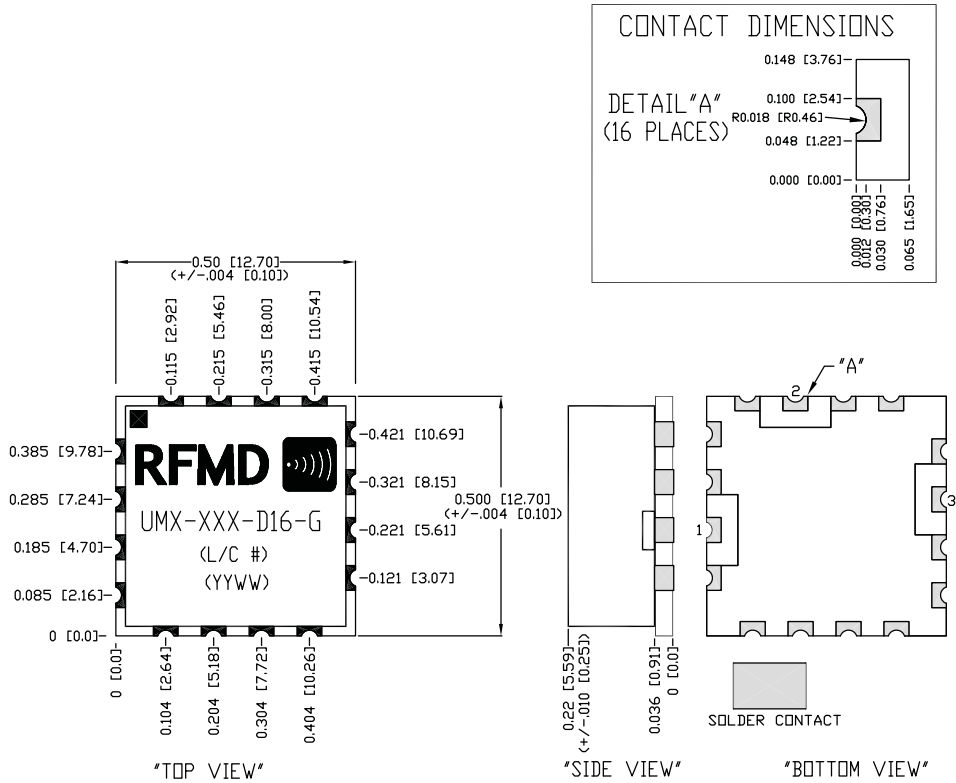 CONTACT DIMENSIONS
0.148 [3.76]
DETAIL"A"
(16 PLACES)
0.100 [2.54]
R0.018 [R0.46]
0.048 [1.22]
0.000 [0.00]
0.000 [0.00]
0.012 [0.30]
0.030 [0.76]
0.065 [1.65]
0.50 [12.70]
(+/-.004 [0.10])
0.115 [2.92]
0.215 [5.46]
0.315 [8.00]
0.415 [10.54]
0.385 [9.78]
0.285 [7.24]
0.185 [4.70]
0.085 [2.16]
0 [0.0]
RFMD
UMX-XXX-D16-G
(L/C #)
(YYWW)
0.421 [10.69]
0.321 [8.15]
0.221 [5.61]
0.121 [3.07]
0.500 [12.70]
(+/-.004 [0.10])
0 [0.0]
0.104 [2.64]
0.204 [5.18]
0.304 [7.72]
0.404 [10.26]
"TOP VIEW"
0.22 [5.59]
(+/-.010 [0.25])
0.036 [0.91]
0 [0.0]
"SIDE VIEW"
"A"
2
1
3
SOLDER CONTACT
"BOTTOM VIEW"